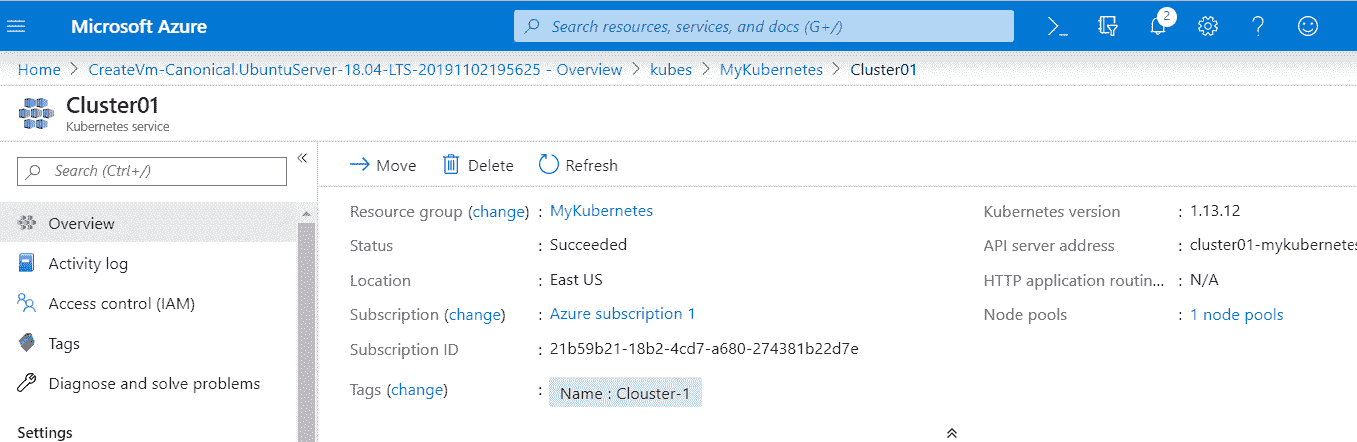 Microsoft Azure
Search resources, services, and docs (G+/)
2
Home > CreateVm-Canonical.UbuntuServer-18.04-LTS-20191102195625 - Overview > kubes > MyKubernetes > Cluster01
Cluster01
Kubernetes service
Search (Ctrl+/)
Overview
Activity log
Access control (IAM)
Tags
Diagnose and solve problems
Settings
Move Delete Refresh
Resource group (change) : MyKubernetes
Status : Succeeded
Location : East US
Subscription (change) : Azure subscription 1
Subscription ID : 21b59b21-18b2-4cd7-a680-274381b22d7e
Tags (change) : Name : Clouster-1
Kubernetes version : 1.13.12
API server address : cluster01-mykubernetes
HTTP application routin... : N/A
Node pools : 1 node pools